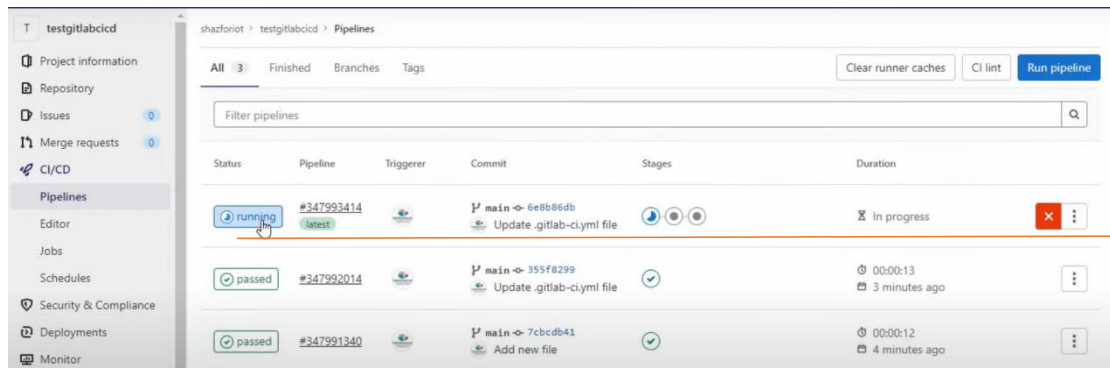 T testgitlabcicd
shazforiot > testgitlabcicd > Pipelines
Project information
Repository
Issues 0
Merge requests 0
CI/CD
Pipelines
Editor
Jobs
Schedules
Security & Compliance
Deployments
Monitor
All 3 Finished Branches Tags
Clear runner caches CI lint Run pipeline
Filter pipelines
Status Pipeline Triggerer Commit Stages Duration
running #347993414 main 6e8b86db In progress
latest Update .gitlab-ci.yml file
passed #347992014 main 355f8299 00:00:13
Update .gitlab-ci.yml file 3 minutes ago
passed #347991340 main 7cbcdb41 00:00:12
Add new file 4 minutes ago